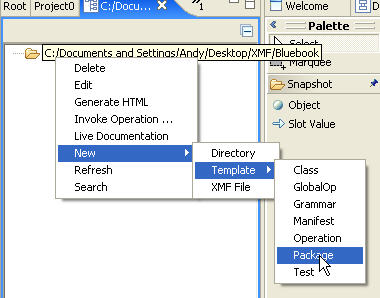 Root
Project0
C:/Docu...
1
Welcome
D
Palette
Select
Marquee
Snapshot
Object
Slot Value
C:/Documents and Settings/Andy/Desktop/XMF/Bluebook
Delete
Edit
Generate HTML
Invoke Operation ...
Live Documentation
New
Refresh
Search
Directory
Template
XMF File
Class
GlobalOp
Grammar
Manifest
Operation
Package
Test